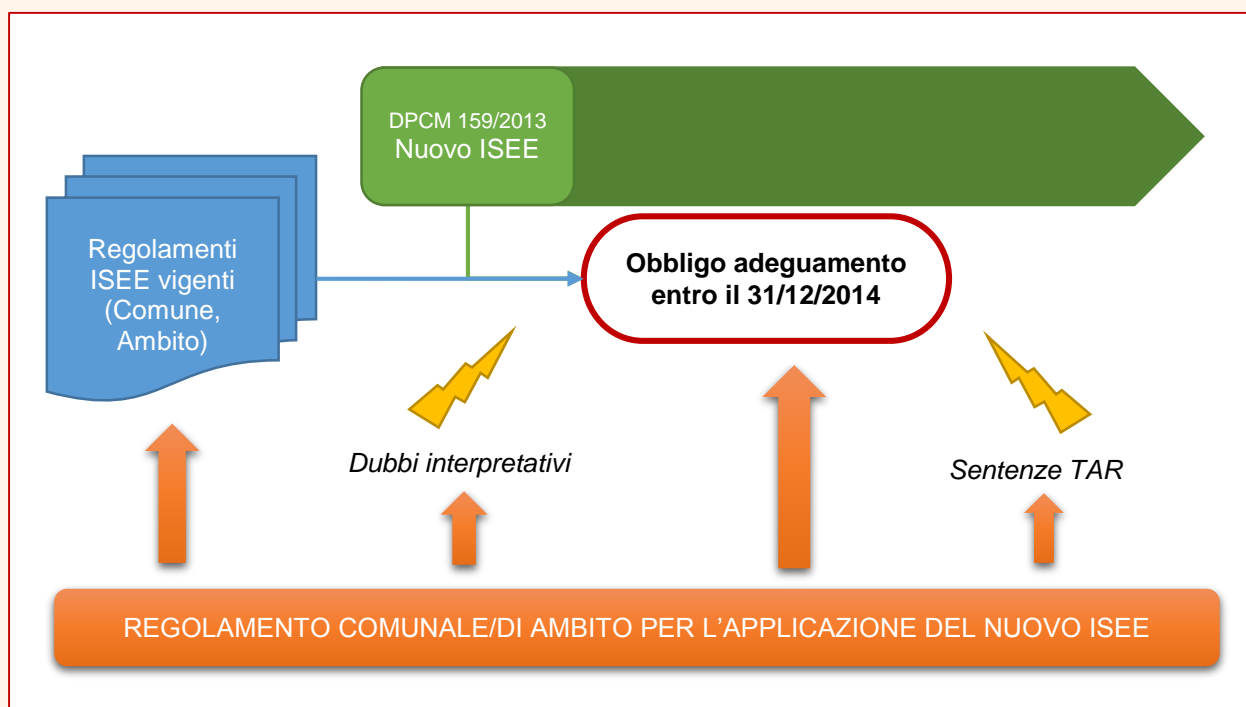 DPCM 159/2013
Nuovo ISEE
Regolamenti
ISEE vigenti
(Comune,
Ambito)
Obbligo adeguamento
entro il 31/12/2014
Dubbi interpretativi
Sentenze TAR
REGOLAMENTO COMUNALE/DI AMBITO PER L'APPLICAZIONE DEL NUOVO ISEE